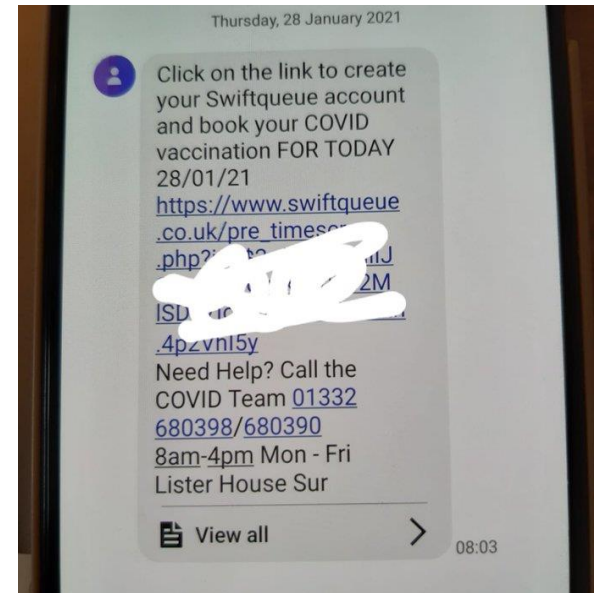 Thursday, 28 January 2021
Click on the link to create
your Swiftqueue account
and book your COVID
vaccination FOR TODAY
28/01/21
https://www.swiftqueue
.co.uk/pre_timescr
.php?
2M
ISD
.4pzvhl5y
Need Help? Call the
COVID Team 01332
680398/680390
8am-4pm Mon - Fri
Lister House Sur
View all
08:03